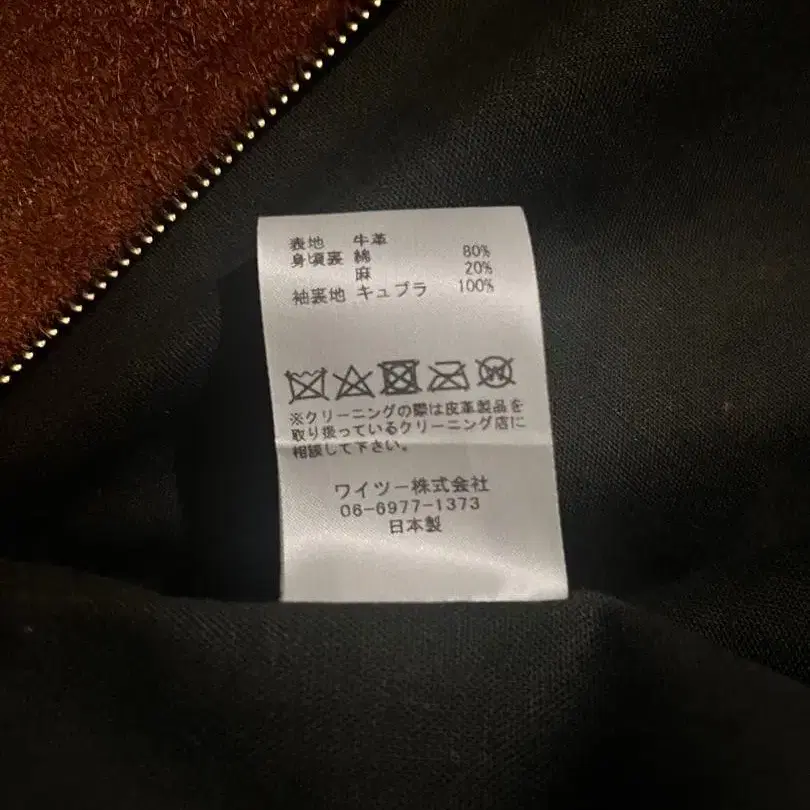 表地 牛革
身頃裏 綿 80%
麻 20%
袖裏地 キュプラ 100%
W
※クリーニングの際は皮革製品を
取り扱っているクリーニング店に
相談して下さい。
ワイツー株式会社
06-6977-1373
日本製